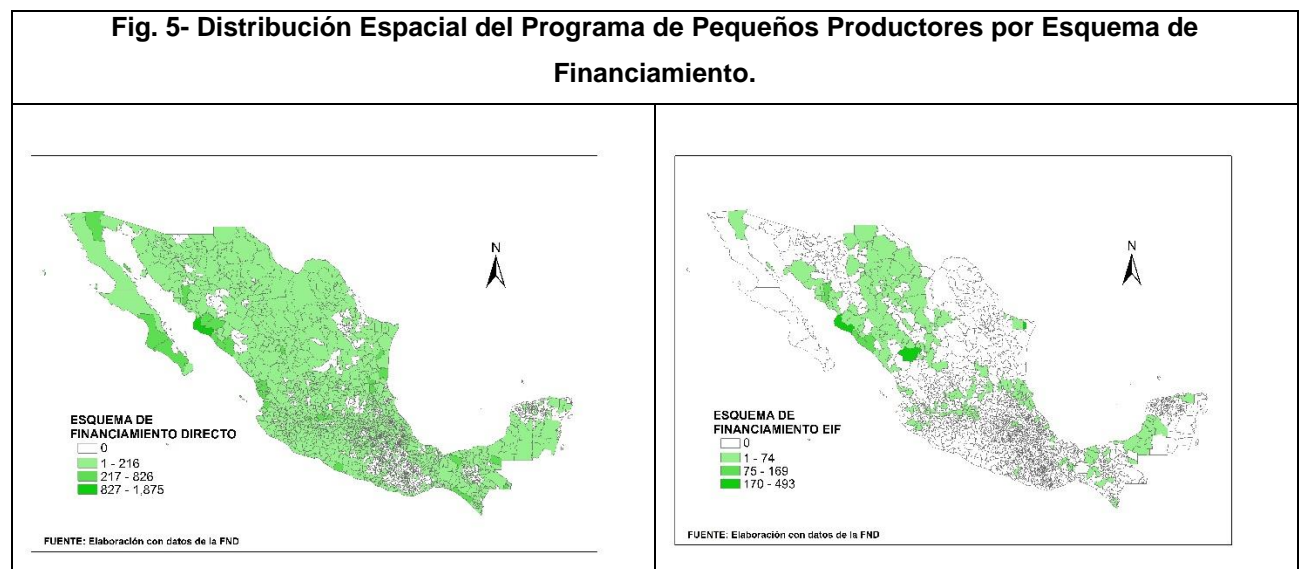 Fig. 5- Distribución Espacial del Programa de Pequeños Productores por Esquema de
Financiamiento.
N
ESQUEMA DE
FINANCIAMIENTO DIRECTO
0
1 - 216
217 - 826
827 - 1,875
FUENTE: Elaboración con datos de la FND
N
ESQUEMA DE
FINANCIAMIENTO EIF
0
1 - 74
75 - 169
170 - 493
FUENTE: Elaboración con datos de la FND